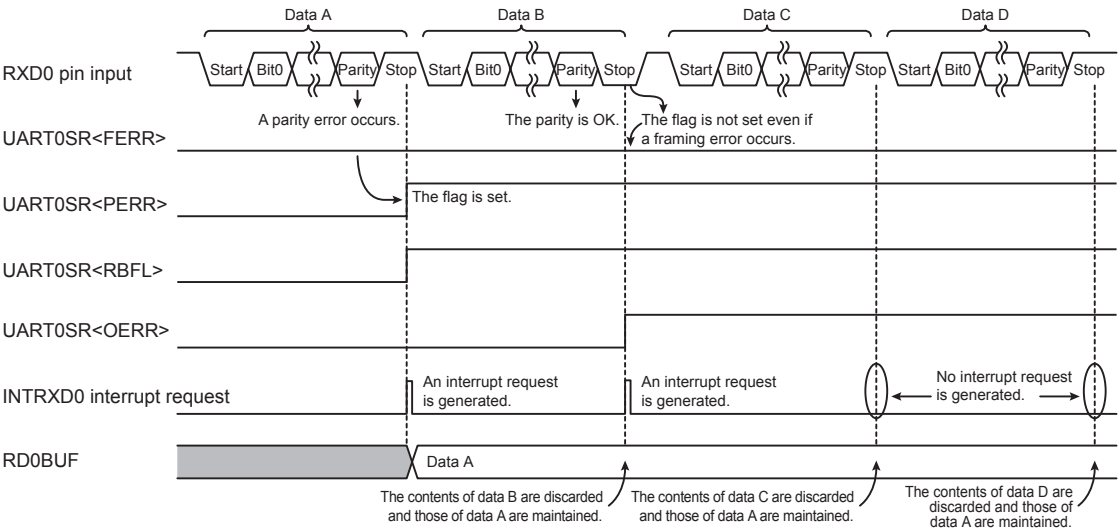 Data A
Data B
Data C
Data D
RXD0 pin input
Start Bit0 Parity Stop Start Bit0 Parity Stop Start Bit0 Parity Stop Start Bit0 Parity Stop
A parity error occurs.
The parity is OK.
The flag is not set even if
a framing error occurs.
UART0SR<FERR>
UART0SR<PERR>
The flag is set.
UART0SR<RBFL>
UART0SR<OERR>
INTRXD0 interrupt request
An interrupt request
is generated.
An interrupt request
is generated.
No interrupt request
is generated.
RD0BUF
Data A
The contents of data B are discarded
and those of data A are maintained.
The contents of data C are discarded
and those of data A are maintained.
The contents of data D are
discarded and those of
data A are maintained.